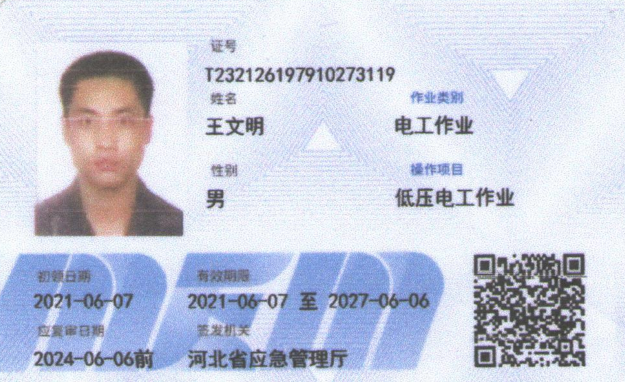 证号
T232126197910273119
姓名 作业类别
王文明 电工作业
性别 操作项目
男 低压电工作业
初领日期 有效期限
2021-06-07 2021-06-07 至 2027-06-06
应复审日期 签发机关
2024-06-06前 河北省应急管理厅